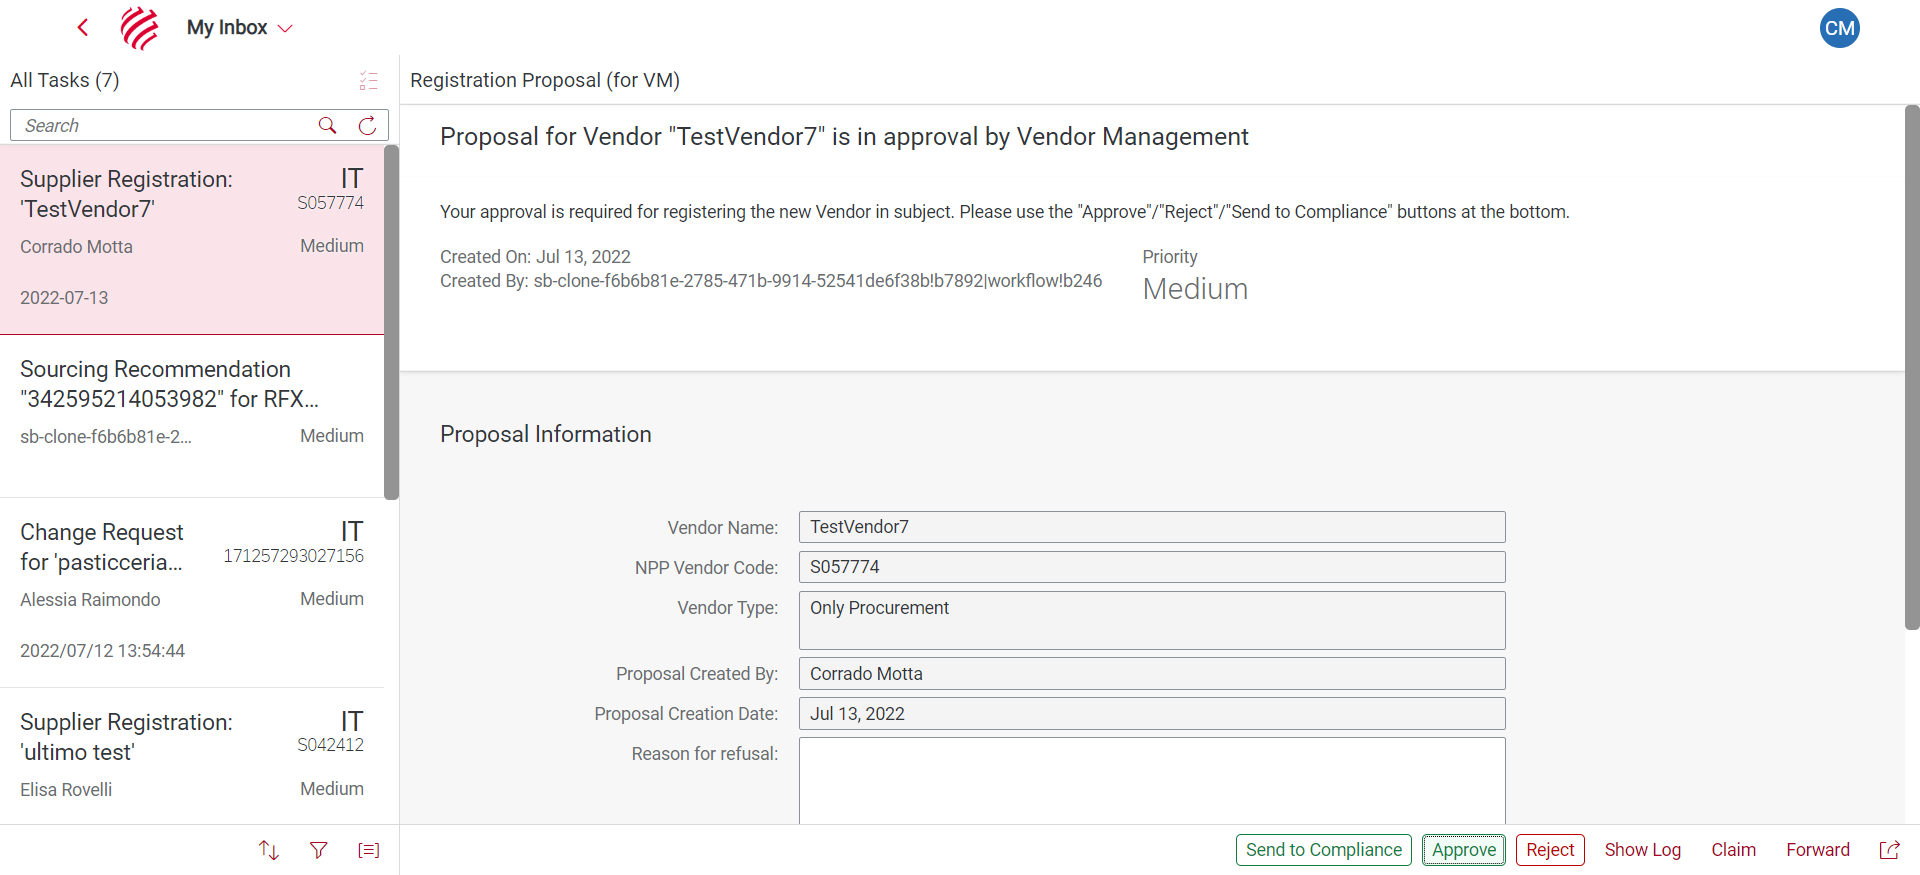 My Inbox
CM
All Tasks (7)
Search
Supplier Registration:
'TestVendor7'
IT
S057774
Corrado Motta
Medium
2022-07-13
Sourcing Recommendation
"342595214053982" for RFX...
sb-clone-f6b6b81e-2...
Medium
Change Request
for 'pasticceria...
IT
171257293027156
Alessia Raimondo
Medium
2022/07/12 13:54:44
Supplier Registration:
'ultimo test'
IT
S042412
Elisa Rovelli
Medium
Registration Proposal (for VM)
Proposal for Vendor "TestVendor7" is in approval by Vendor Management
Your approval is required for registering the new Vendor in subject. Please use the "Approve"/"Reject"/"Send to Compliance" buttons at the bottom.
Created On: Jul 13, 2022
Created By: sb-clone-f6b6b81e-2785-471b-9914-52541de6f38b!b7892|workflow!b246
Priority
Medium
Proposal Information
Vendor Name: TestVendor7
NPP Vendor Code: S057774
Vendor Type: Only Procurement
Proposal Created By: Corrado Motta
Proposal Creation Date: Jul 13, 2022
Reason for refusal:
Send to Compliance Approve Reject Show Log Claim Forward